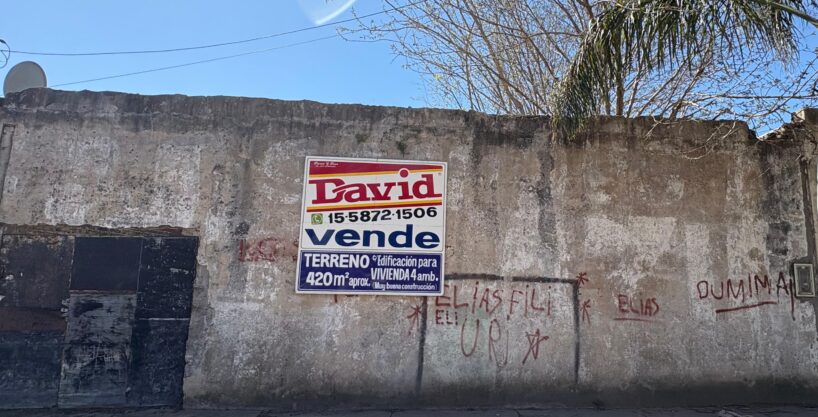 David
15-5872-1506
Vende
TERRENO
420 m² aprox.
c/Edificación para
VIVIENDA 4 amb.
(Muy buena construcción)
ELIAS FILI
ELI
URI
ELIAS
DUMIMA